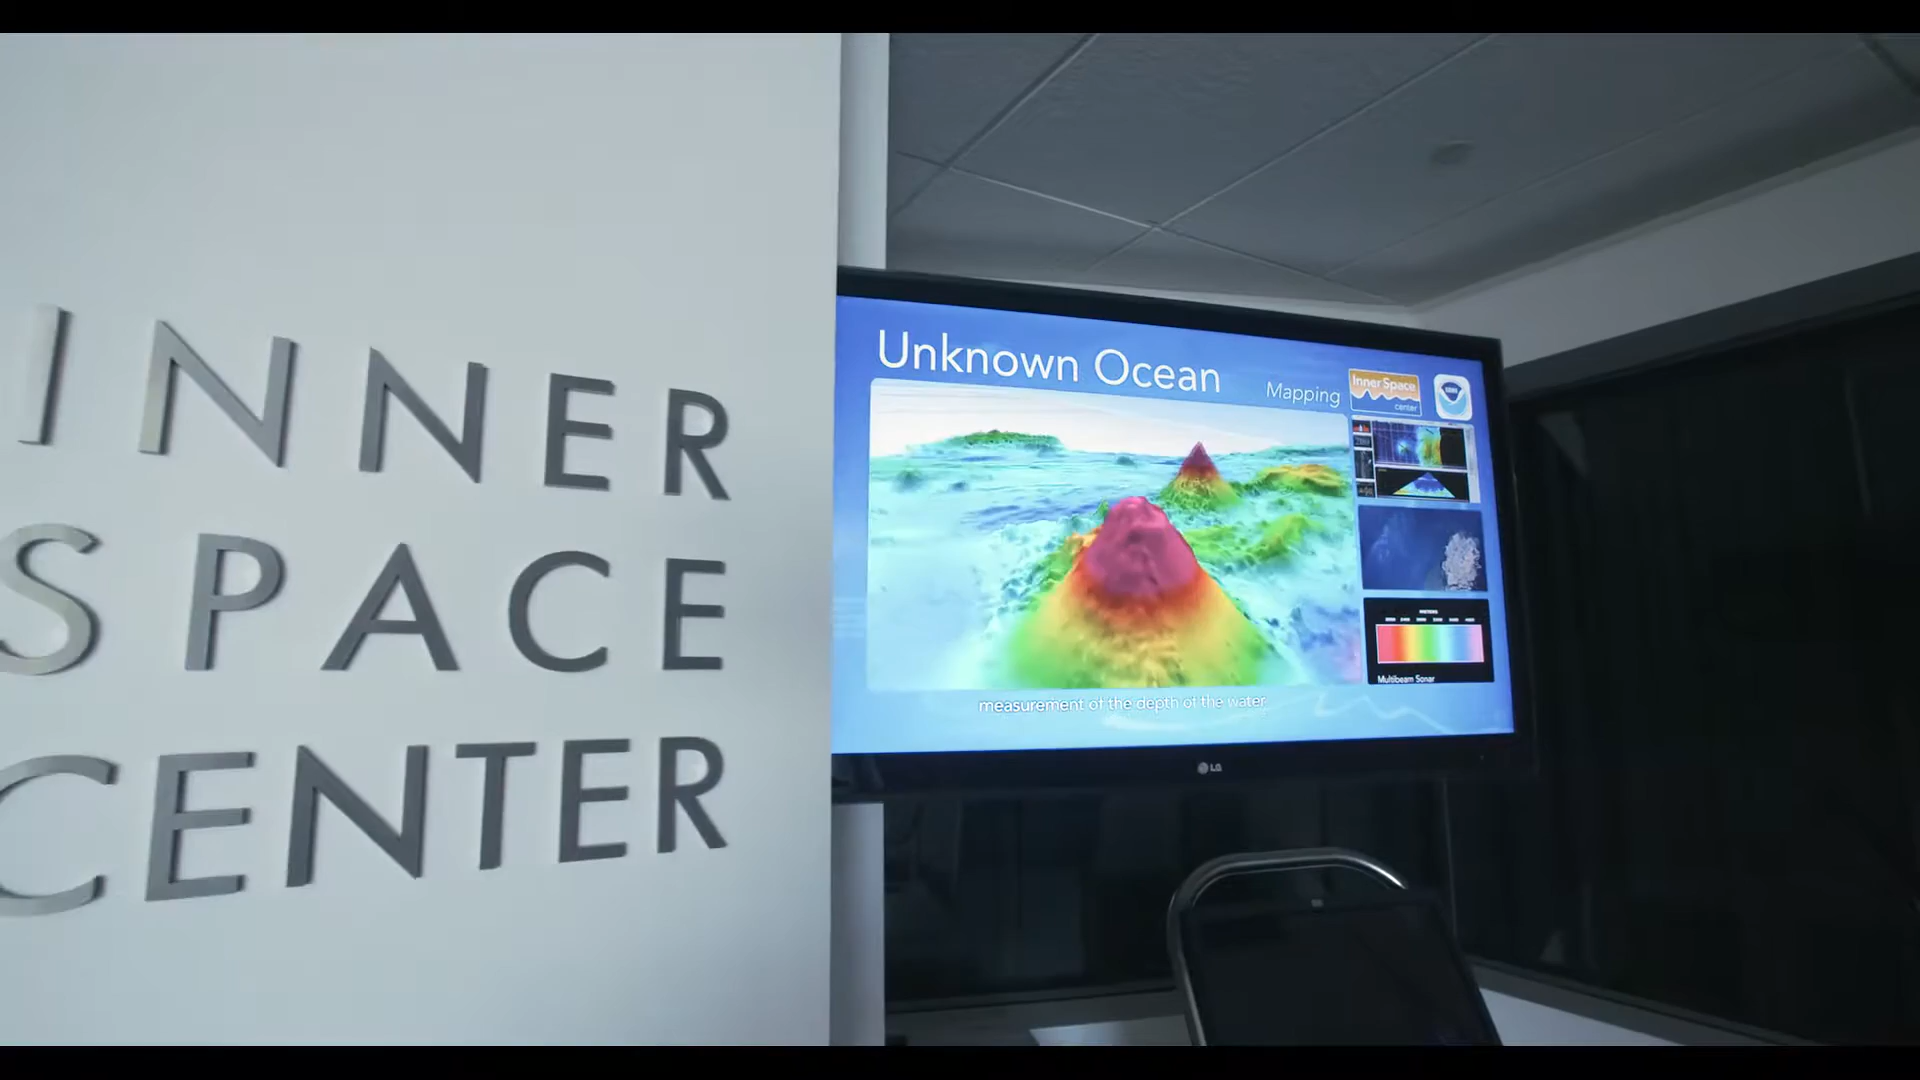 INNER
SPACE
CENTER
Unknown Ocean
Mapping
Inner Space
center
METERS
Multibeam Sonar
measurement of the depth of the water
LG